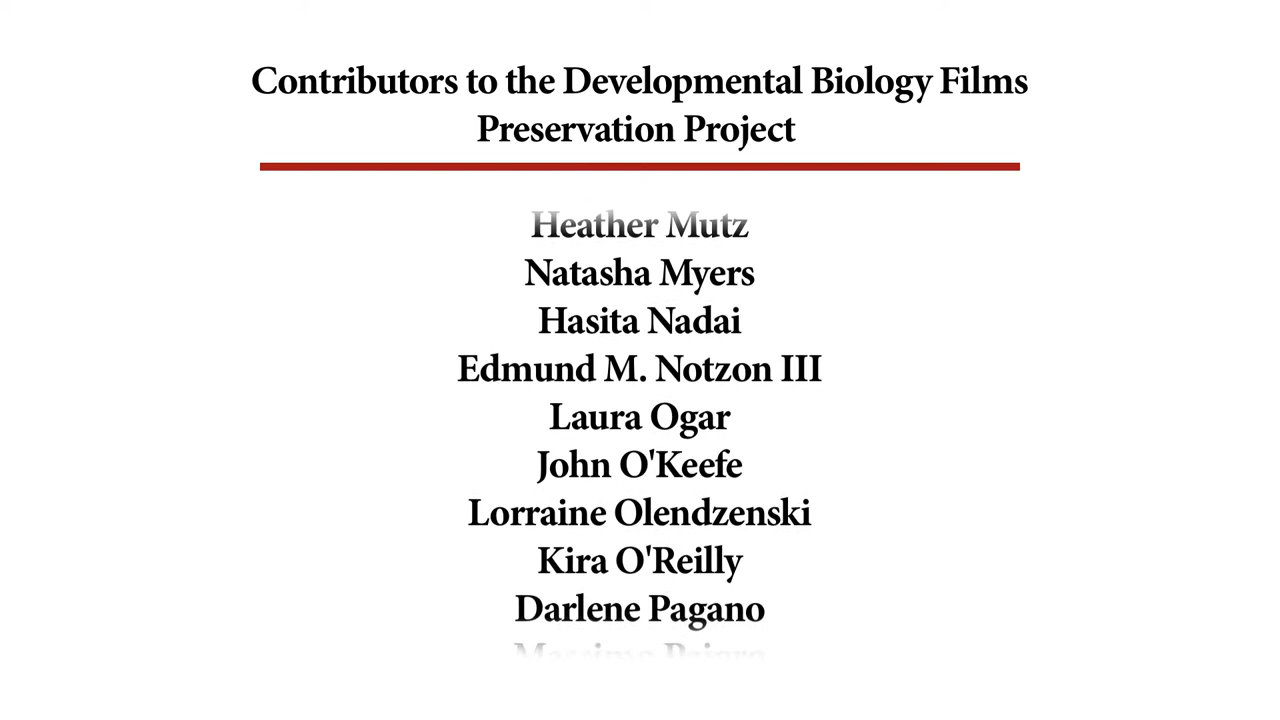 Contributors to the Developmental Biology Films
Preservation Project
Heather Mutz
Natasha Myers
Hasita Nadai
Edmund M. Notzon III
Laura Ogar
John O'Keefe
Lorraine Olendzenski
Kira O'Reilly
Darlene Pagano
Massimo